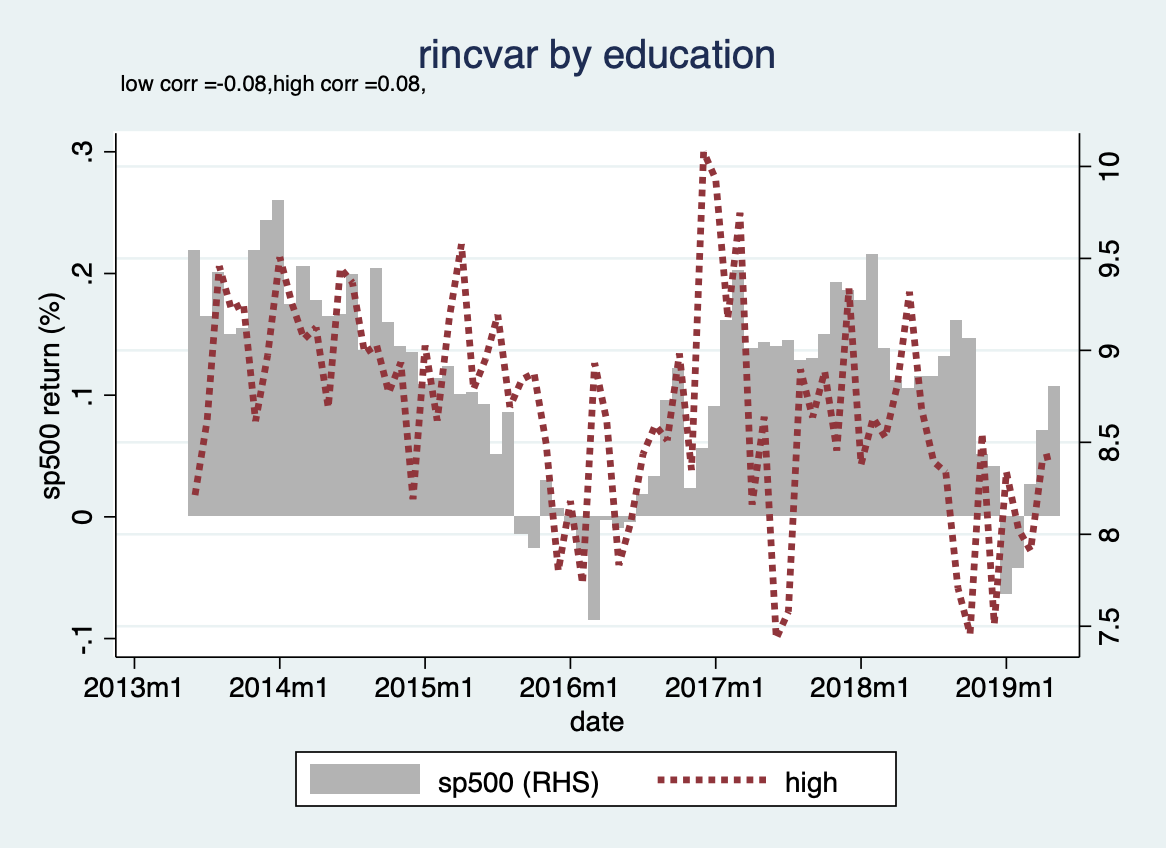 rincvar by education
low corr =-0.08,high corr =0.08,
sp500 return (%)
.3
.2
.1
0
-.1
10
9.5
9
8.5
8
7.5
2013m1 2014m1 2015m1 2016m1 2017m1 2018m1 2019m1
date
sp500 (RHS) high